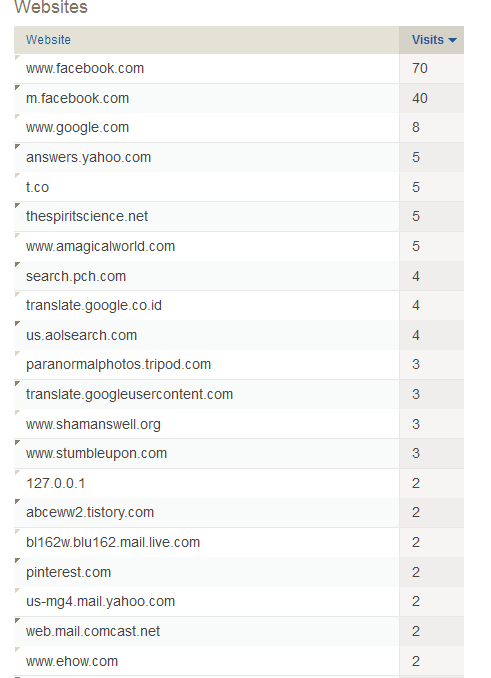 Websites
Website Visits
www.facebook.com 70
m.facebook.com 40
www.google.com 8
answers.yahoo.com 5
t.co 5
thespiritscience.net 5
www.amagicalworld.com 5
search.pch.com 4
translate.google.co.id 4
us.aolsearch.com 4
paranormalphotos.tripod.com 3
translate.googleusercontent.com 3
www.shamanswell.org 3
www.stumbleupon.com 3
127.0.0.1 2
abceww2.tistory.com 2
bl162w.blu162.mail.live.com 2
pinterest.com 2
us-mg4.mail.yahoo.com 2
web.mail.comcast.net 2
www.ehow.com 2